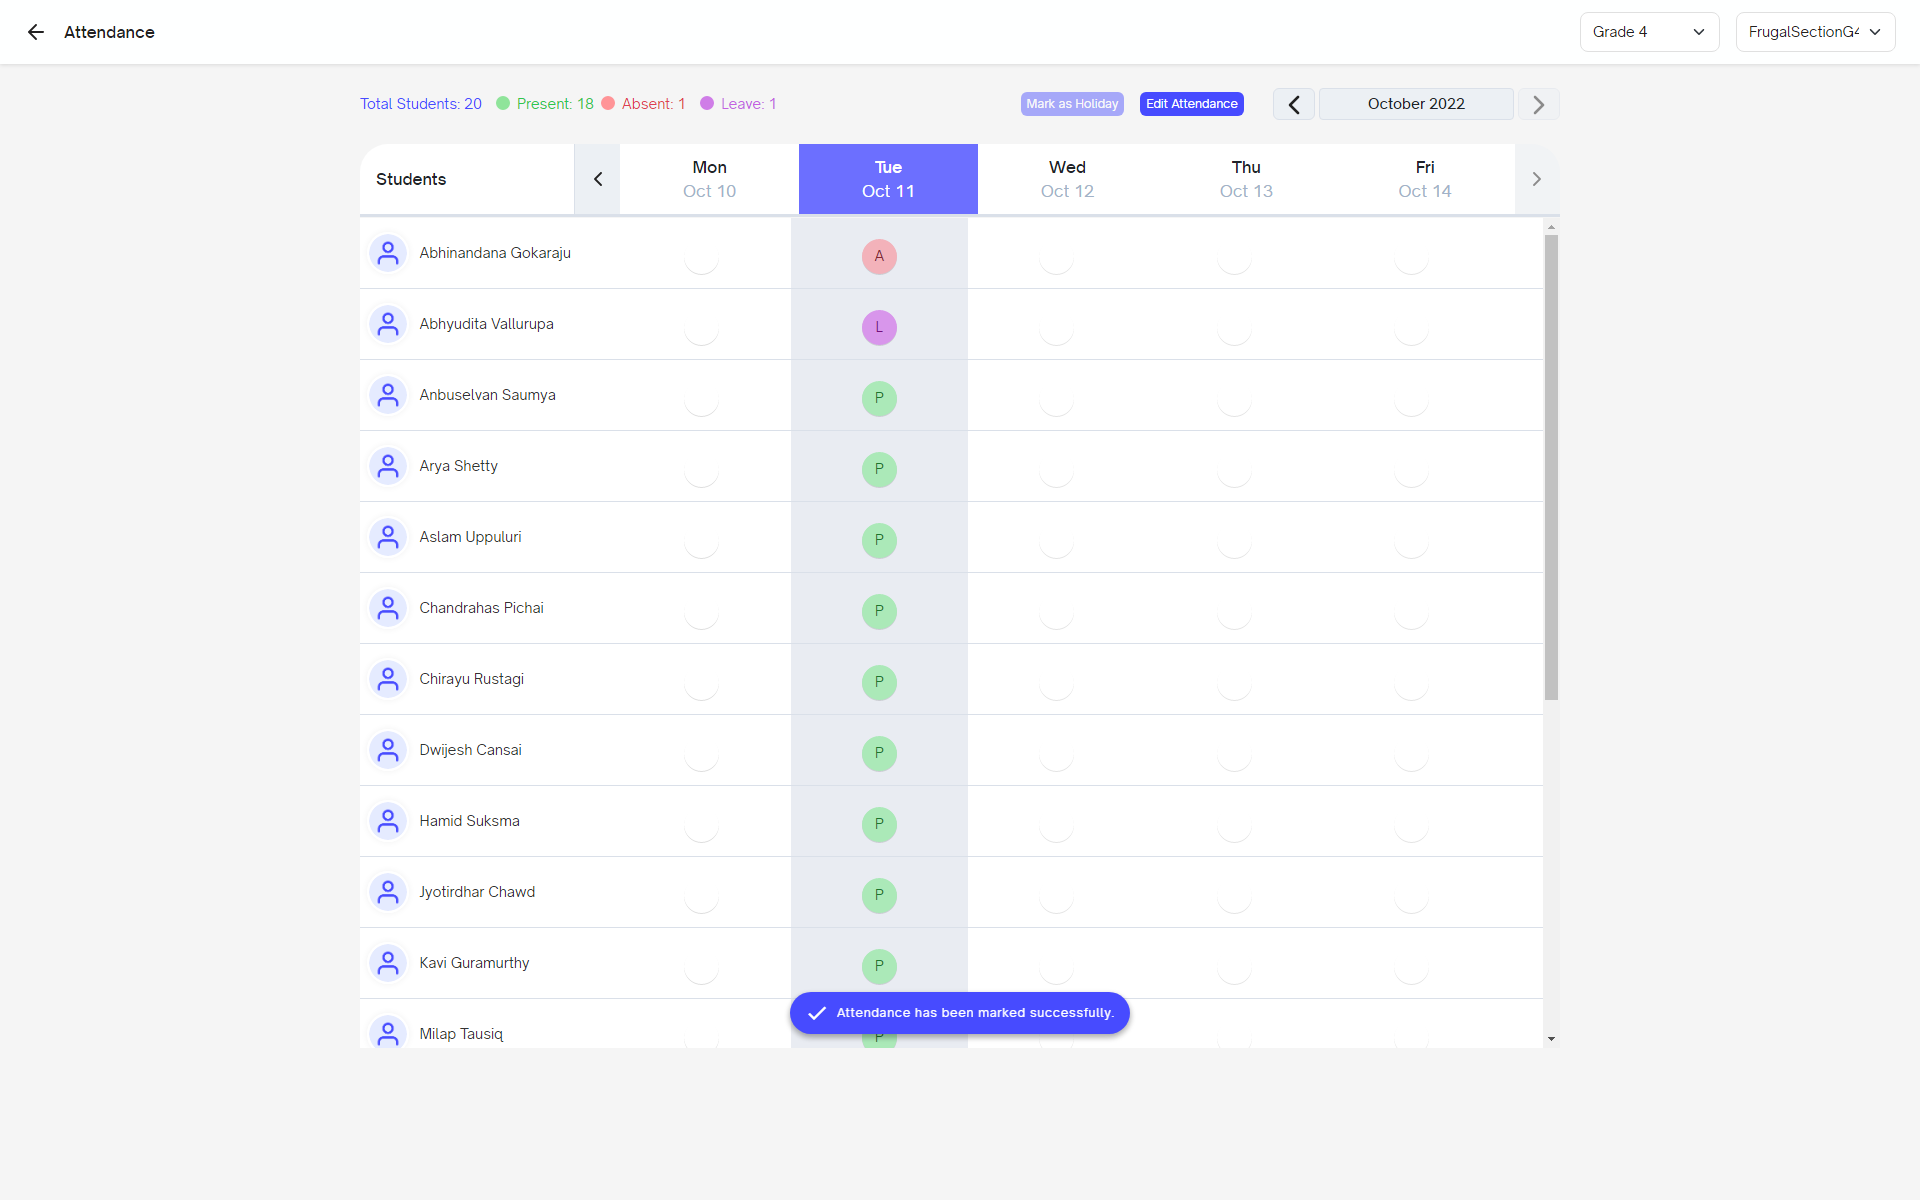 Attendance
Grade 4
FrugalSectionG4
Total Students: 20 Present: 18 Absent: 1 Leave: 1
Mark as Holiday
Edit Attendance
October 2022
Students
Mon
Oct 10
Tue
Oct 11
Wed
Oct 12
Thu
Oct 13
Fri
Oct 14
Abhinandana Gokaraju A
Abhyudita Vallurupa L
Anbuselvan Saumya P
Arya Shetty P
Aslam Uppuluri P
Chandrahas Pichai P
Chirayu Rustagi P
Dwijesh Cansai P
Hamid Suksma P
Jyotirdhar Chawd P
Kavi Guramurthy P
Attendance has been marked successfully.
Milap Tausiq P